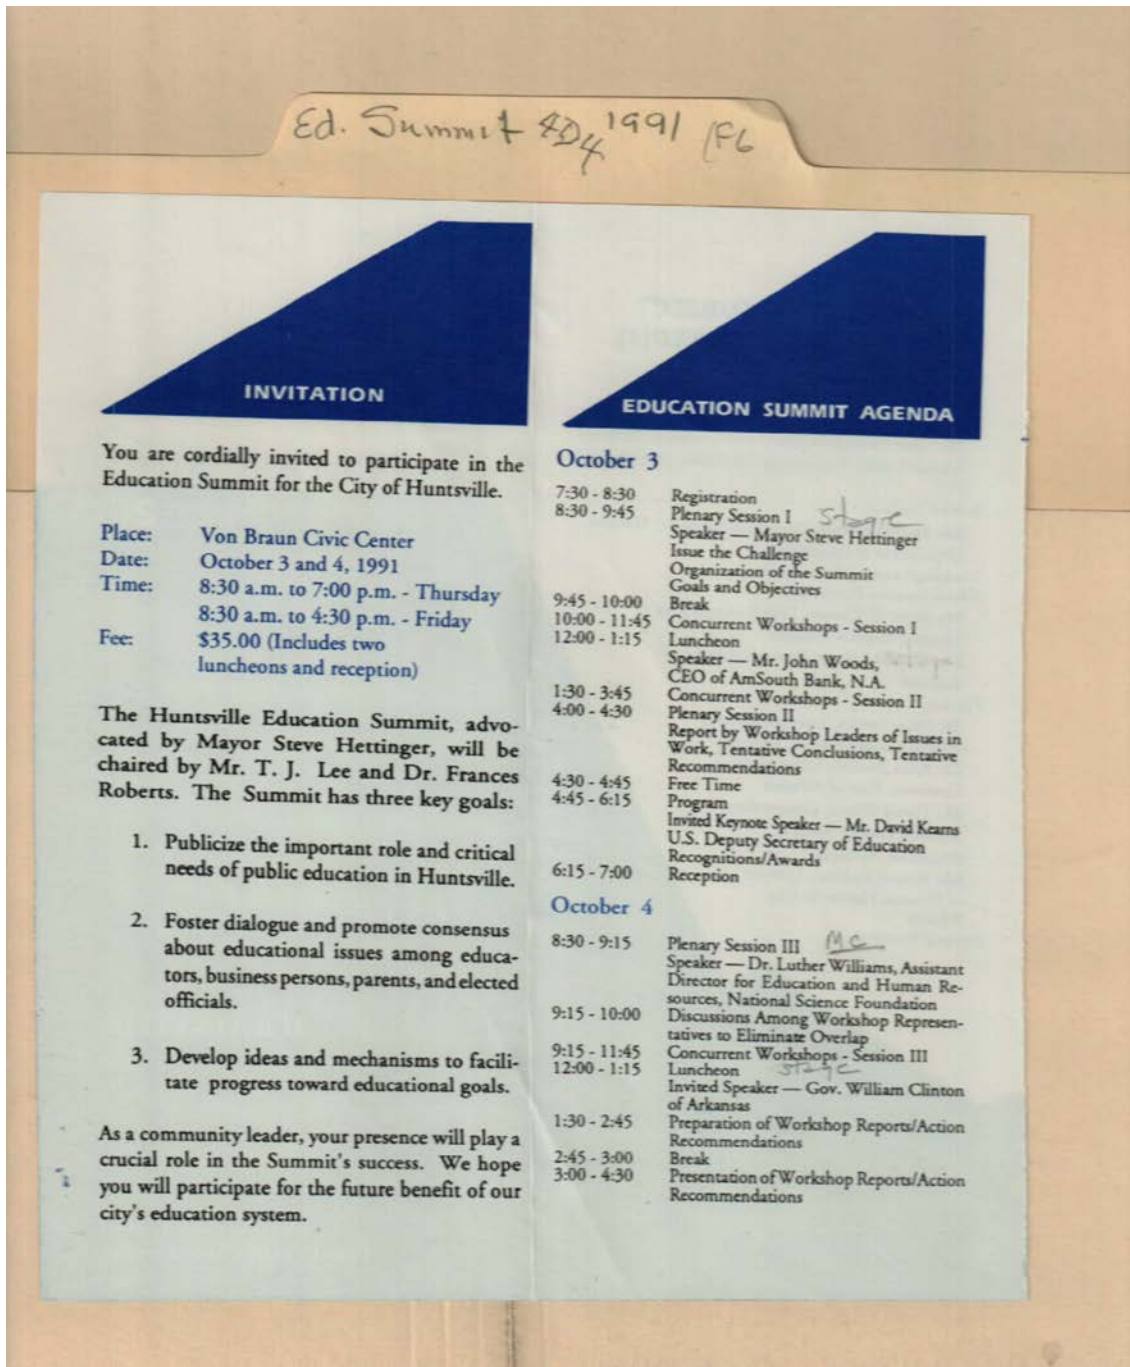 Ed. Summit 4D4 1991 (F6
INVITATION
You are cordially invited to participate in the
Education Summit for the City of Huntsville.
Place: Von Braun Civic Center
Date: October 3 and 4, 1991
Time: 8:30 a.m. to 7:00 p.m. - Thursday
8:30 a.m. to 4:30 p.m. - Friday
Fee: $35.00 (Includes two
luncheons and reception)
The Huntsville Education Summit, advo-
cated by Mayor Steve Hettinger, will be
chaired by Mr. T. J. Lee and Dr. Frances
Roberts. The Summit has three key goals:
1. Publicize the important role and critical
needs of public education in Huntsville.
2. Foster dialogue and promote consensus
about educational issues among educa-
tors, business persons, parents, and elected
officials.
3. Develop ideas and mechanisms to facili-
tate progress toward educational goals.
As a community leader, your presence will play a
crucial role in the Summit's success. We hope
you will participate for the future benefit of our
city's education system.
EDUCATION SUMMIT AGENDA
October 3
7:30 - 8:30 Registration
8:30 - 9:45 Plenary Session I stage
Speaker — Mayor Steve Hettinger
Issue the Challenge
Organization of the Summit
Goals and Objectives
9:45 - 10:00 Break
10:00 - 11:45 Concurrent Workshops - Session I
12:00 - 1:15 Luncheon
Speaker — Mr. John Woods,
CEO of AmSouth Bank, N.A.
1:30 - 3:45 Concurrent Workshops - Session II
4:00 - 4:30 Plenary Session II
Report by Workshop Leaders of Issues in
Work, Tentative Conclusions, Tentative
Recommendations
4:30 - 4:45 Free Time
4:45 - 6:15 Program
Invited Keynote Speaker — Mr. David Kearns
U.S. Deputy Secretary of Education
Recognitions/Awards
6:15 - 7:00 Reception
October 4
8:30 - 9:15 Plenary Session III MC
Speaker — Dr. Luther Williams, Assistant
Director for Education and Human Re-
sources, National Science Foundation
9:15 - 10:00 Discussions Among Workshop Represen-
tatives to Eliminate Overlap
9:15 - 11:45 Concurrent Workshops - Session III
12:00 - 1:15 Luncheon stage
Invited Speaker — Gov. William Clinton
of Arkansas
1:30 - 2:45 Preparation of Workshop Reports/Action
Recommendations
2:45 - 3:00 Break
3:00 - 4:30 Presentation of Workshop Reports/Action
Recommendations